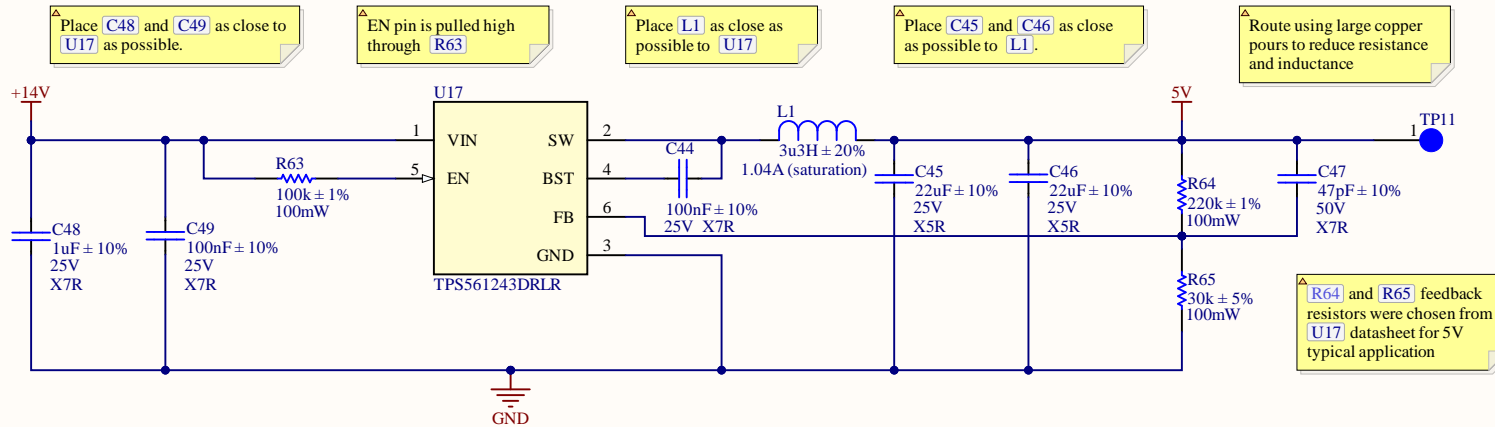 Place C48 and C49 as close to
U17 as possible.
EN pin is pulled high
through R63
Place L1 as close as
possible to U17
Place C45 and C46 as close
as possible to L1.
Route using large copper
pours to reduce resistance
and inductance
+14V
U17
L1
5V
TP11
1
VIN
SW
2
1
3u3H ± 20%
1.04A (saturation)
R63
100k ± 1%
100mW
5
EN
BST
4
C44
100nF ± 10%
25V X7R
C45
22uF ± 10%
25V
X5R
C46
22uF ± 10%
25V
X5R
R64
220k ± 1%
100mW
C47
47pF ± 10%
50V
X7R
FB
6
GND
3
C48
1uF ± 10%
25V
X7R
C49
100nF ± 10%
25V
X7R
TPS561243DRLR
R65
30k ± 5%
100mW
R64 and R65 feedback
resistors were chosen from
U17 datasheet for 5V
typical application
GND